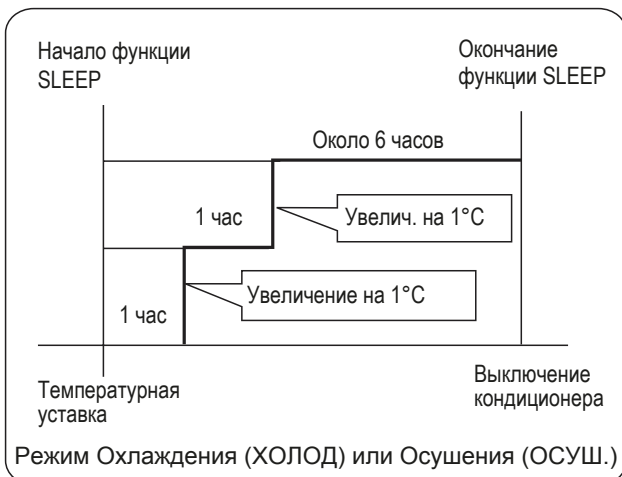 Начало функции
SLEEP
Окончание
функции SLEEP
Около 6 часов
1 час
Увелич. на 1°C
Увеличение на 1°C
1 час
Температурная
уставка
Выключение
кондиционера
Режим Охлаждения (ХОЛОД) или Осушения (ОСУШ.)